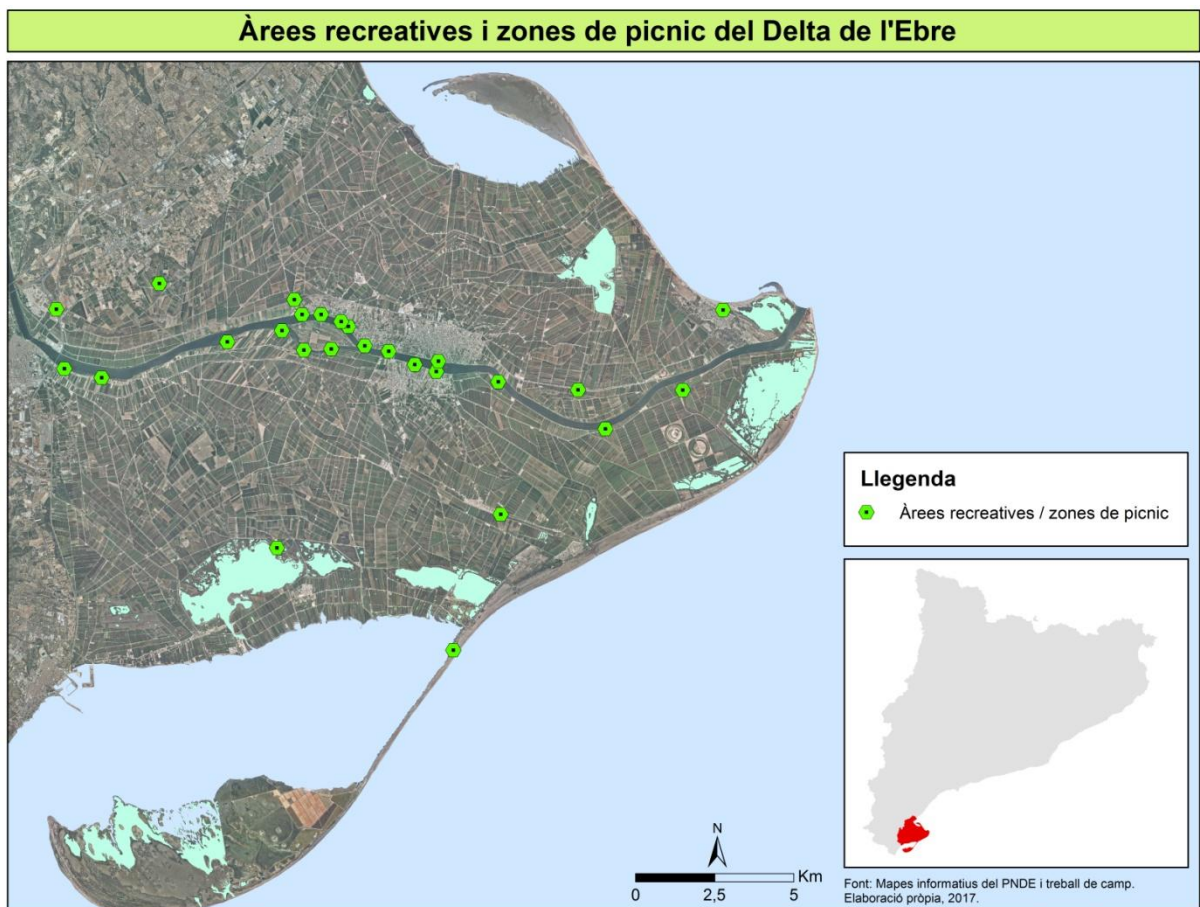 Àrees recreatives i zones de picnic del Delta de l'Ebre
Llegenda
Àrees recreatives / zones de picnic
N
Km
0 2,5 5
Font: Mapes informatius del PNDE i treball de camp.
Elaboració pròpia, 2017.